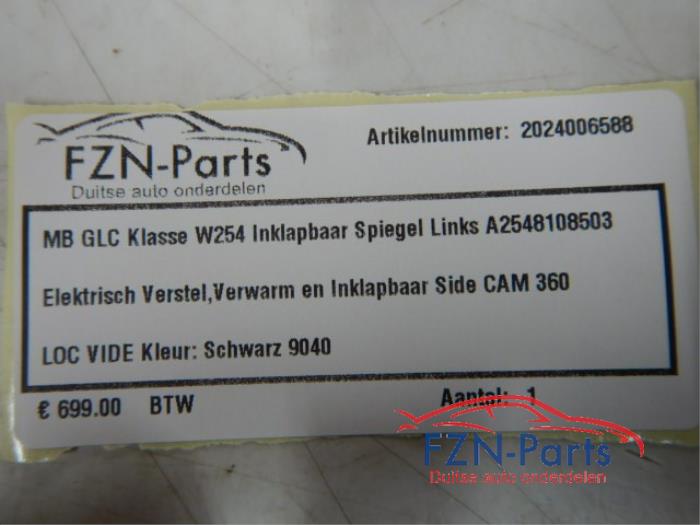 FZN-Parts
Duitse auto onderdelen
Artikelnummer: 2024006588
MB GLC Klasse W254 Inklapbaar Spiegel Links A2548108503
Elektrisch Verstel,Verwarm en Inklapbaar Side CAM 360
LOC VIDE Kleur: Schwarz 9040
€ 699.00 BTW
Aantal: 1
FZN-Parts
Duitse auto onderdelen